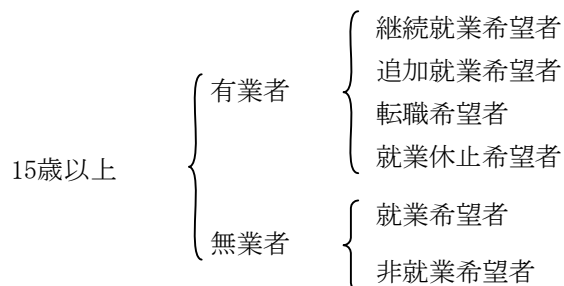 15歳以上
有業者
継続就業希望者
追加就業希望者
転職希望者
就業休止希望者
無業者
就業希望者
非就業希望者